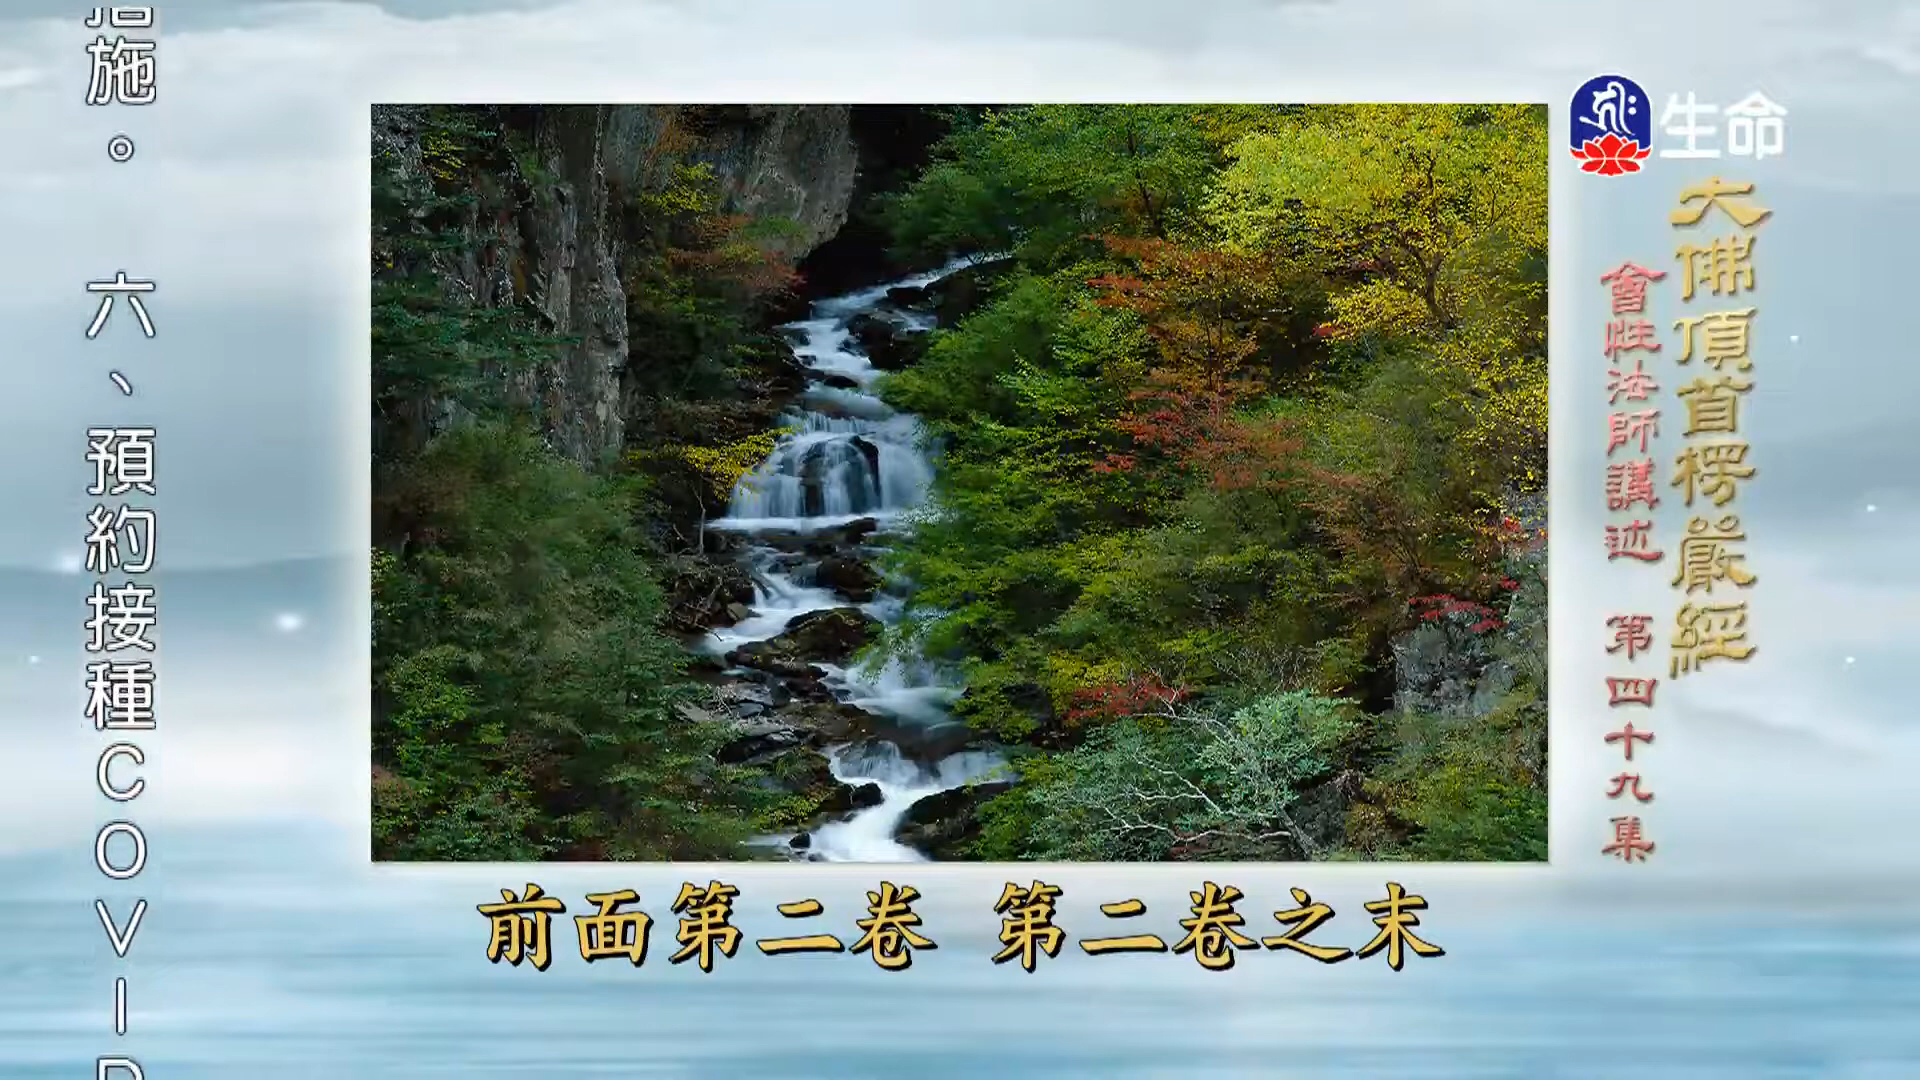 生命
大佛頂首楞嚴經
會性法師講述 第四十九集
措施。 六、預約接種COVID
前面第二卷 第二卷之末